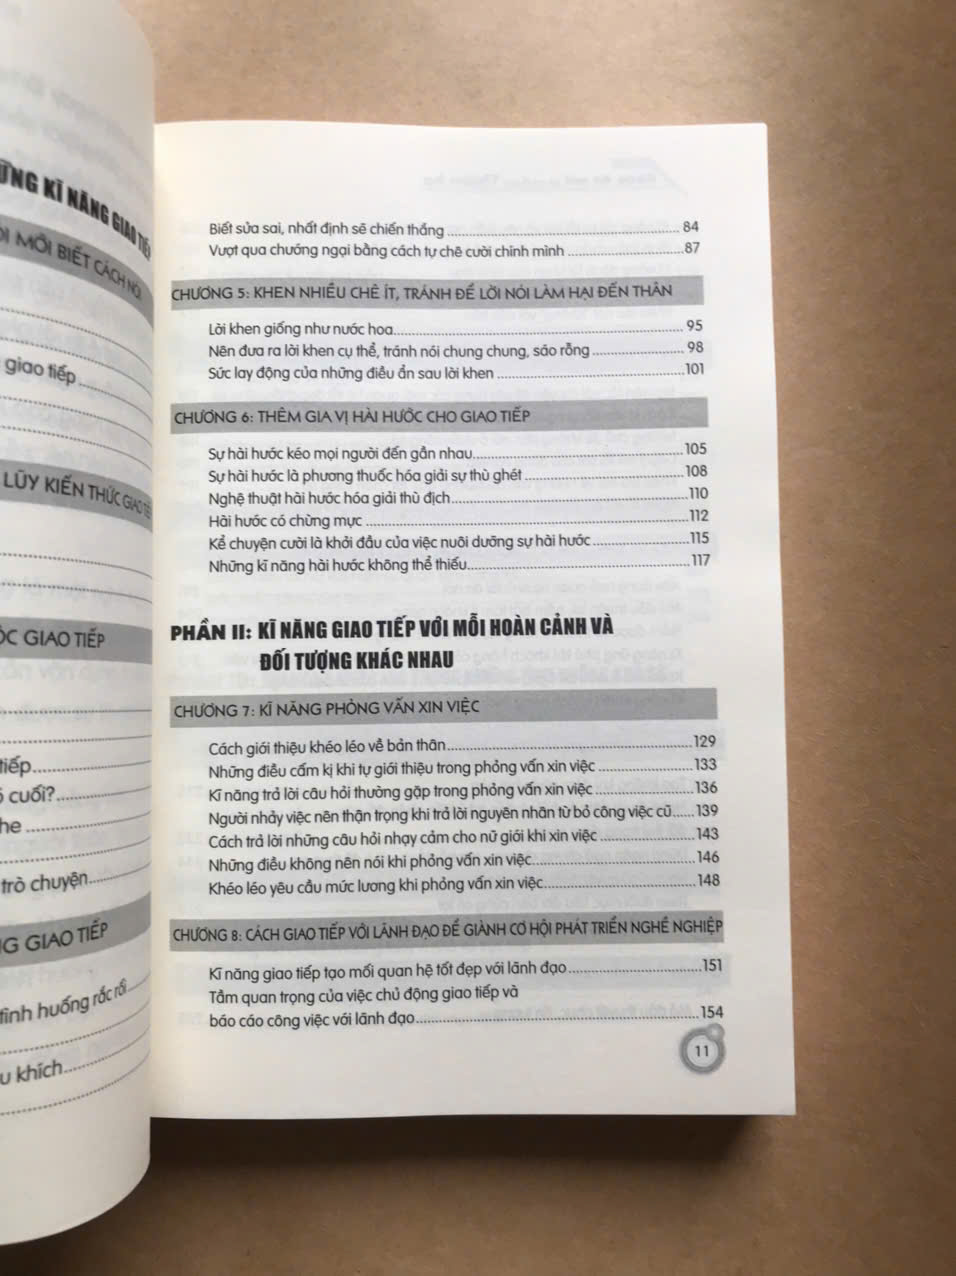 ỮNG KĨ NĂNG GIAO TIẾP
ỜI MỚI BIẾT CÁCH NÓI
giao tiếp
LŨY KIẾN THỨC GIAO TIẾ
ỘC GIAO TIẾP
tiếp
cuối?
he
trò chuyện
NG GIAO TIẾP
tình huống rắc rối
u khích
Biết sửa sai, nhất định sẽ chiến thắng 84
Vượt qua chướng ngại bằng cách tự chê cười chính mình 87
CHƯƠNG 5: KHEN NHIỀU CHÊ ÍT, TRÁNH ĐỂ LỜI NÓI LÀM HẠI ĐẾN THÂN
Lời khen giống như nước hoa 95
Nên đưa ra lời khen cụ thể, tránh nói chung chung, sáo rỗng 98
Sức lay động của những điều ẩn sau lời khen 101
CHƯƠNG 6: THÊM GIA VỊ HÀI HƯỚC CHO GIAO TIẾP
Sự hài hước kéo mọi người đến gần nhau 105
Sự hài hước là phương thuốc hóa giải sự thù ghét 108
Nghệ thuật hài hước hóa giải thù địch 110
Hài hước có chừng mực 112
Kể chuyện cười là khởi đầu của việc nuôi dưỡng sự hài hước 115
Những kĩ năng hài hước không thể thiếu 117
PHẦN II: KĨ NĂNG GIAO TIẾP VỚI MỖI HOÀN CẢNH VÀ
ĐỐI TƯỢNG KHÁC NHAU
CHƯƠNG 7: KĨ NĂNG PHỎNG VẤN XIN VIỆC
Cách giới thiệu khéo léo về bản thân 129
Những điều cấm kị khi tự giới thiệu trong phỏng vấn xin việc 133
Kĩ năng trả lời câu hỏi thường gặp trong phỏng vấn xin việc 136
Người nhảy việc nên thận trọng khi trả lời nguyên nhân từ bỏ công việc cũ 139
Cách trả lời những câu hỏi nhạy cảm cho nữ giới khi xin việc 143
Những điều không nên nói khi phỏng vấn xin việc 146
Khéo léo yêu cầu mức lương khi phỏng vấn xin việc 148
CHƯƠNG 8: CÁCH GIAO TIẾP VỚI LÃNH ĐẠO ĐỂ GIÀNH CƠ HỘI PHÁT TRIỂN NGHỀ NGHIỆP
Kĩ năng giao tiếp tạo mối quan hệ tốt đẹp với lãnh đạo 151
Tầm quan trọng của việc chủ động giao tiếp và
báo cáo công việc với lãnh đạo 154
11